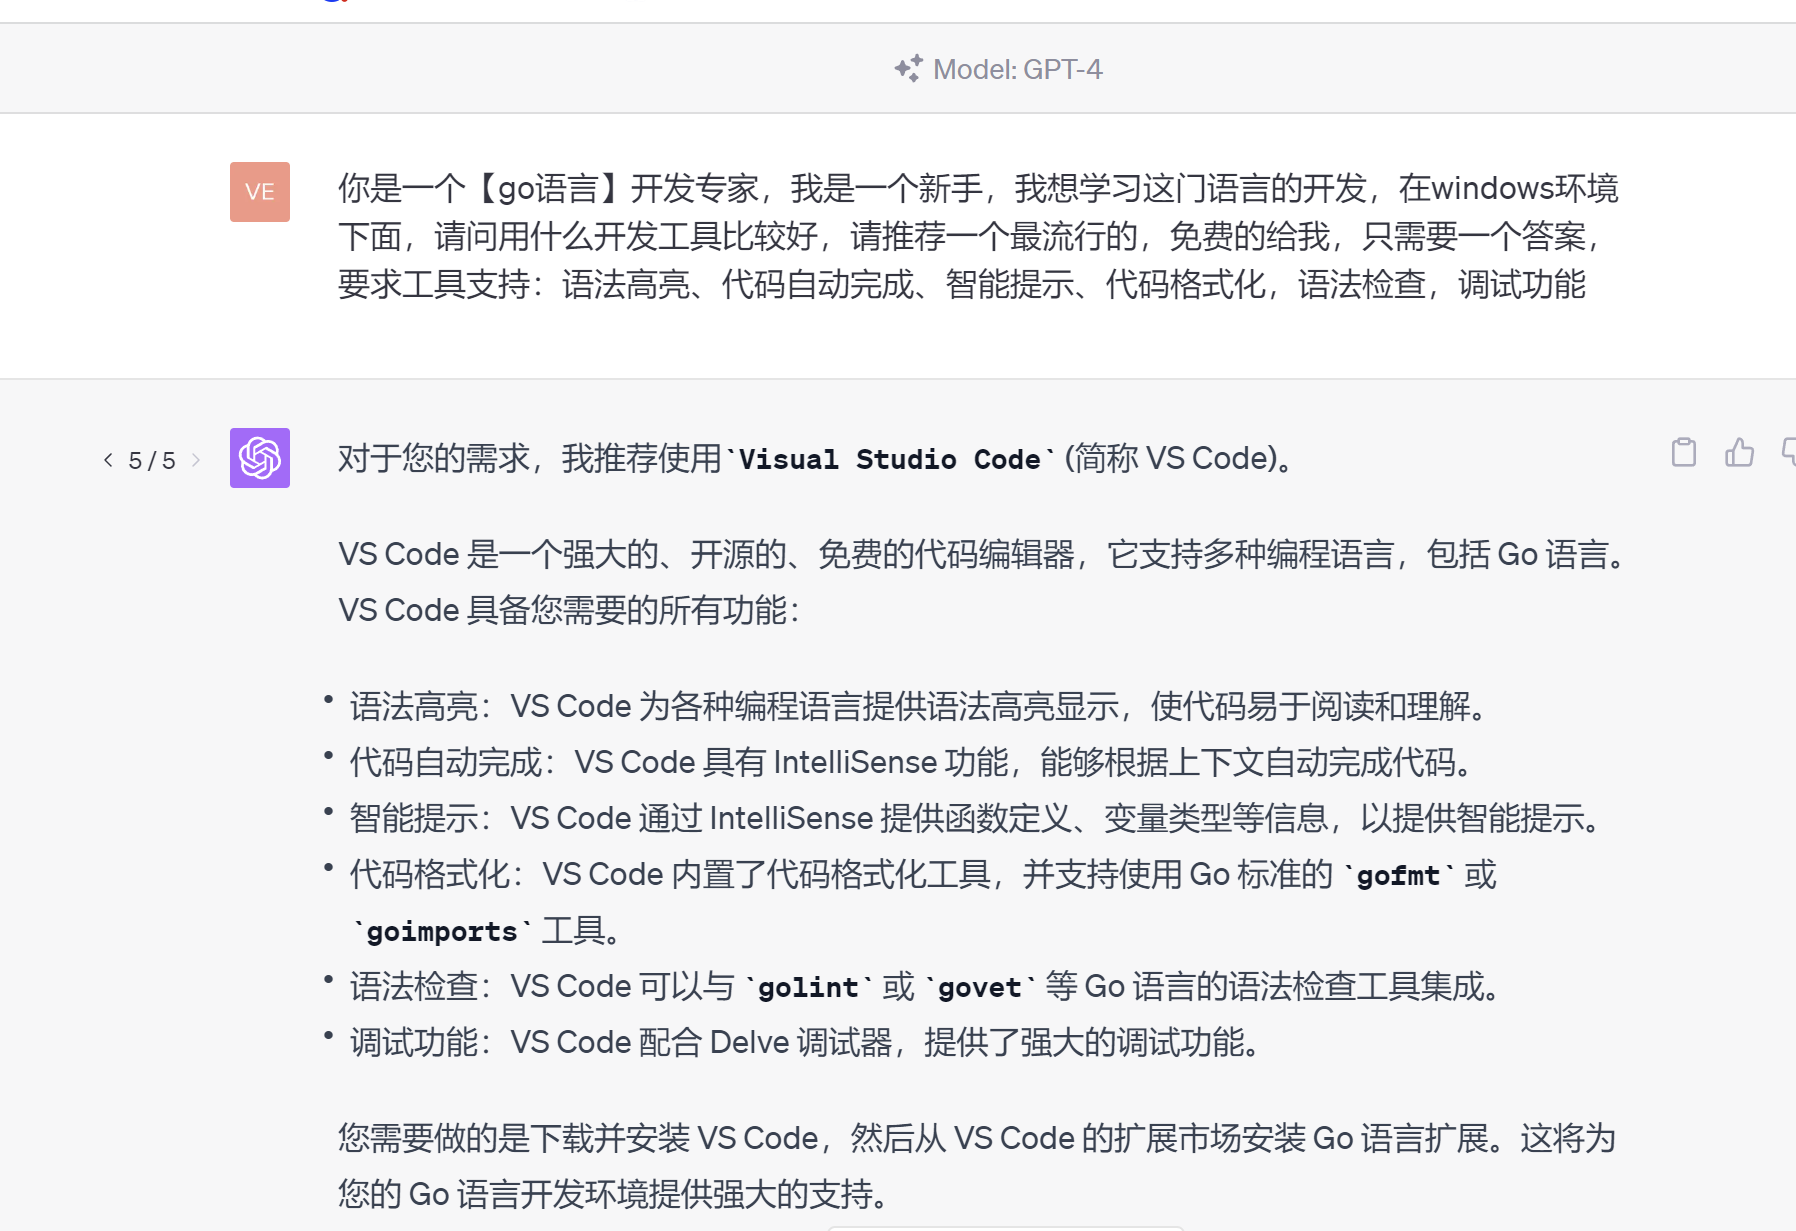 Model: GPT-4
VE
你是一个【go语言】开发专家，我是一个新手，我想学习这门语言的开发，在windows环境
下面，请问用什么开发工具比较好，请推荐一个最流行的，免费的给我，只需要一个答案，
要求工具支持：语法高亮、代码自动完成、智能提示、代码格式化，语法检查，调试功能
< 5 / 5 >
对于您的需求，我推荐使用`Visual Studio Code` (简称 VS Code)。
VS Code 是一个强大的、开源的、免费的代码编辑器，它支持多种编程语言，包括 Go 语言。
VS Code 具备您需要的所有功能：
• 语法高亮：VS Code 为各种编程语言提供语法高亮显示，使代码易于阅读和理解。
• 代码自动完成：VS Code 具有 IntelliSense 功能，能够根据上下文自动完成代码。
• 智能提示：VS Code 通过 IntelliSense 提供函数定义、变量类型等信息，以提供智能提示。
• 代码格式化：VS Code 内置了代码格式化工具，并支持使用 Go 标准的 `gofmt` 或
`goimports` 工具。
• 语法检查：VS Code 可以与 `golint` 或 `govet` 等 Go 语言的语法检查工具集成。
• 调试功能：VS Code 配合 Delve 调试器，提供了强大的调试功能。
您需要做的是下载并安装 VS Code，然后从 VS Code 的扩展市场安装 Go 语言扩展。这将为
您的 Go 语言开发环境提供强大的支持。